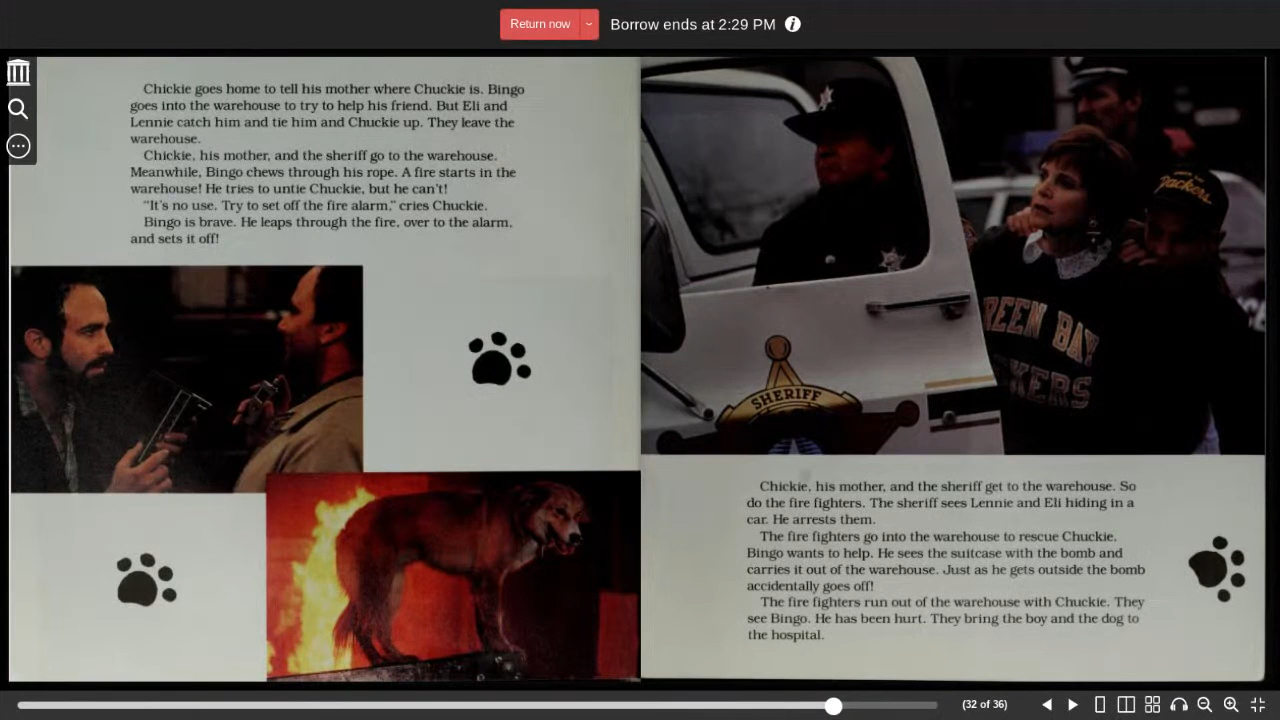 Return now
Borrow ends at 2:29 PM
Chickie goes home to tell his mother where Chuckie is. Bingo
goes into the warehouse to try to help his friend. But Eli and
Lennie catch him and tie him and Chuckie up. They leave the
warehouse.
Chickie, his mother, and the sheriff go to the warehouse.
Meanwhile, Bingo chews through his rope. A fire starts in the
warehouse! He tries to untie Chuckie, but he can't!
"It's no use. Try to set off the fire alarm," cries Chuckie.
Bingo is brave. He leaps through the fire, over to the alarm,
and sets it off!
Packers
REEN BAY
KERS
SHERIFF
Chickie, his mother, and the sheriff get to the warehouse. So
do the fire fighters. The sheriff sees Lennie and Eli hiding in a
car. He arrests them.
The fire fighters go into the warehouse to rescue Chuckie.
Bingo wants to help. He sees the suitcase with the bomb and
carries it out of the warehouse. Just as he gets outside the bomb
accidentally goes off!
The fire fighters run out of the warehouse with Chuckie. They
see Bingo. He has been hurt. They bring the boy and the dog to
the hospital.
(32 of 36)